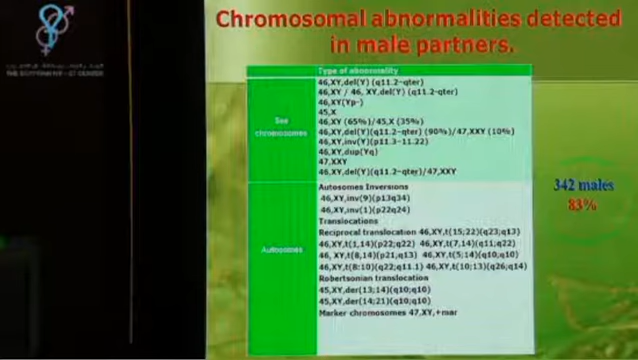 Chromosomal abnormalities detected
in male partners.
Type of abnormality
Sex
chromosomes
46,XY,del(Y) (q11.2-qter)
46,XY / 46, XY,del(Y) (q11.2-qter)
46,XY(Yp-)
45,X
46,XY (65%)/45,X (35%)
46,XY,del(Y)(q11.2-qter) (90%)/47,XXY (10%)
46,XY,inv(Y)(p11.3-11.22)
46,XY,dup(Yq)
47,XXY
46,XY,del(Y)(q11.2-qter)/47,XXY
Autosomes
Autosomes Inversions
46,XY,inv(9)(p13q34)
46,XY,inv(1)(p22q24)
Translocations
Reciprocal translocation 46,XY,t(15;22)(q23;q13)
46,XY,t(1,14)(p22;q22) 46,XY,t(7,14)(q11;q22)
46, XY,t(8,14)(p21,q13) 46,XY,t(5;14)(q10;q10)
46,XY,t(8:10)(q22;q11.1) 46,XY,t(10;13)(q26;q14)
Robertsonian translocation
45,XY,der(13;14)(q10;q10)
45,XY,der(14;21)(q10;q10)
Marker chromosomes 47,XY,+mar
342 males
83%